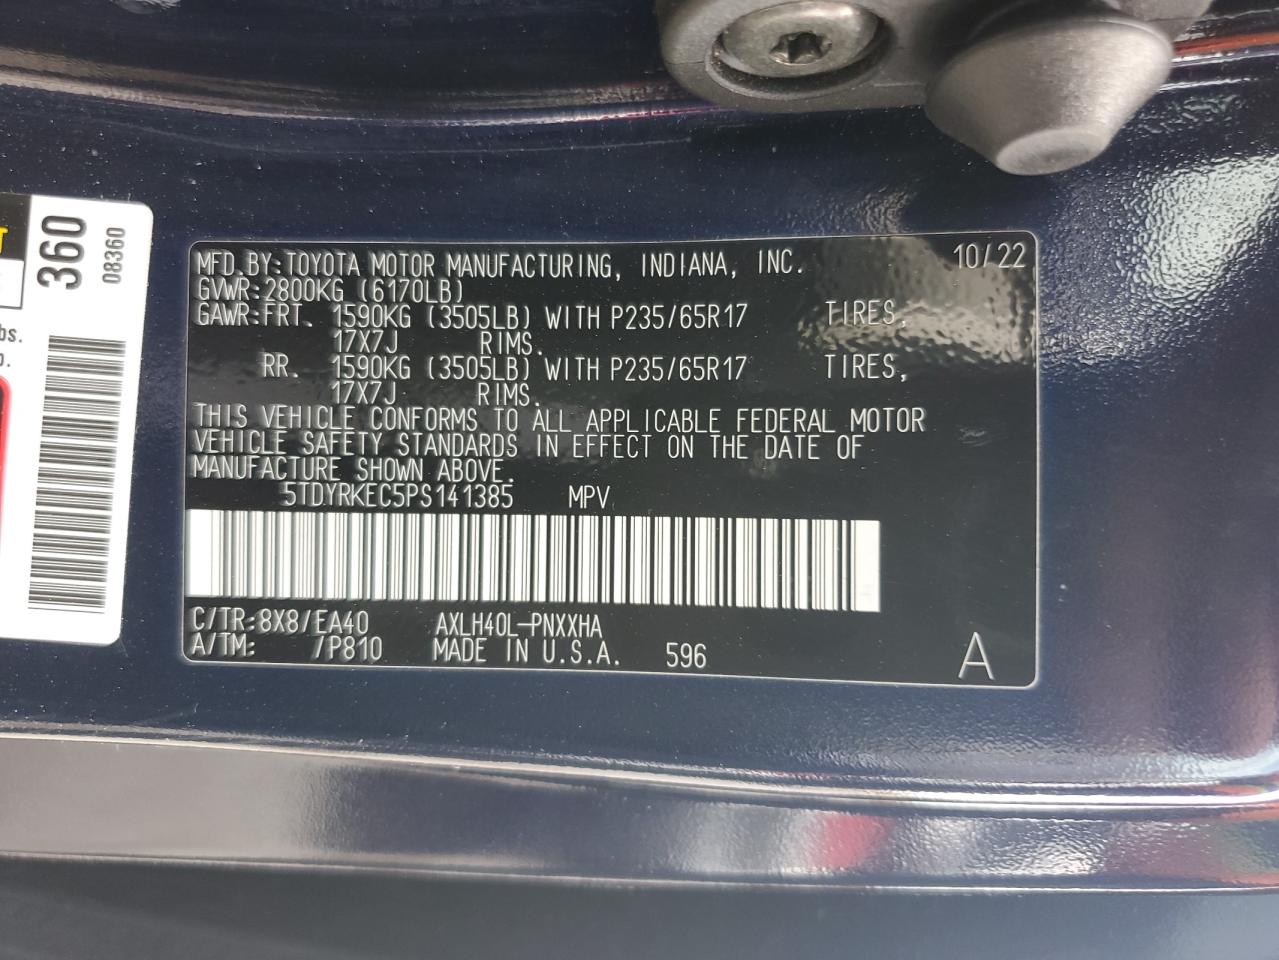 360
08360
T
bs.
o.
MFD.BY:TOYOTA MOTOR MANUFACTURING, INDIANA, INC. 10/22
GVWR:2800KG (6170LB)
GAWR:FRT. 1590KG (3505LB) WITH P235/65R17 TIRES,
17X7J RIMS.
RR. 1590KG (3505LB) WITH P235/65R17 TIRES,
17X7J RIMS.
THIS VEHICLE CONFORMS TO ALL APPLICABLE FEDERAL MOTOR
VEHICLE SAFETY STANDARDS IN EFFECT ON THE DATE OF
MANUFACTURE SHOWN ABOVE.
5TDYRKEC5PS141385 MPV
C/TR:8X8/EA40 AXLH40L-PNXXHA
A/TM: /P810 MADE IN U.S.A. 596 A